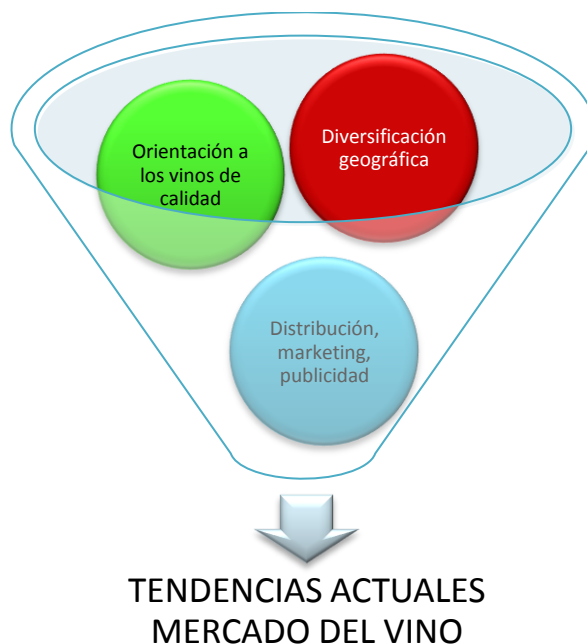 Orientación a
los vinos de
calidad
Diversificación
geográfica
Distribución,
marketing,
publicidad
TENDENCIAS ACTUALES
MERCADO DEL VINO